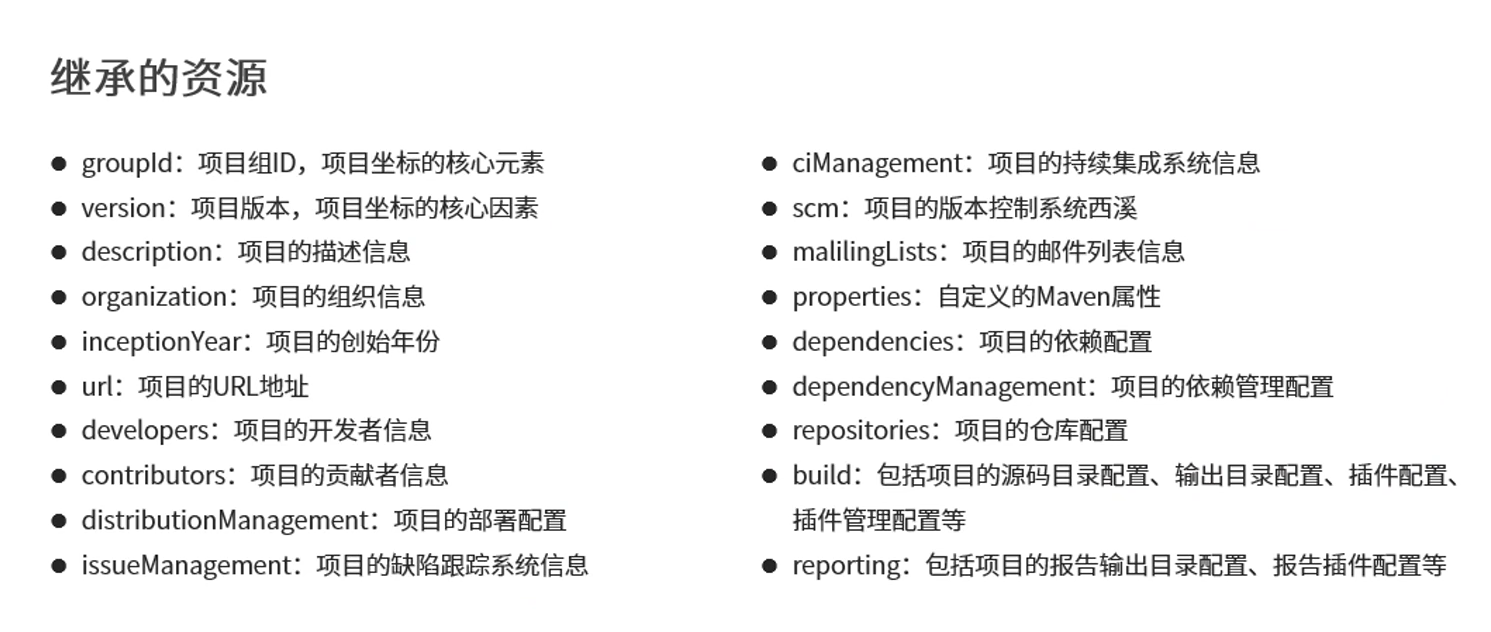 继承的资源
● groupId：项目组ID，项目坐标的核心元素
● version：项目版本，项目坐标的核心因素
● description：项目的描述信息
● organization：项目的组织信息
● inceptionYear：项目的创始年份
● url：项目的URL地址
● developers：项目的开发者信息
● contributors：项目的贡献者信息
● distributionManagement：项目的部署配置
● issueManagement：项目的缺陷跟踪系统信息
● ciManagement：项目的持续集成系统信息
● scm：项目的版本控制系统西溪
● malilingLists：项目的邮件列表信息
● properties：自定义的Maven属性
● dependencies：项目的依赖配置
● dependencyManagement：项目的依赖管理配置
● repositories：项目的仓库配置
● build：包括项目的源码目录配置、输出目录配置、插件配置、
插件管理配置等
● reporting：包括项目的报告输出目录配置、报告插件配置等